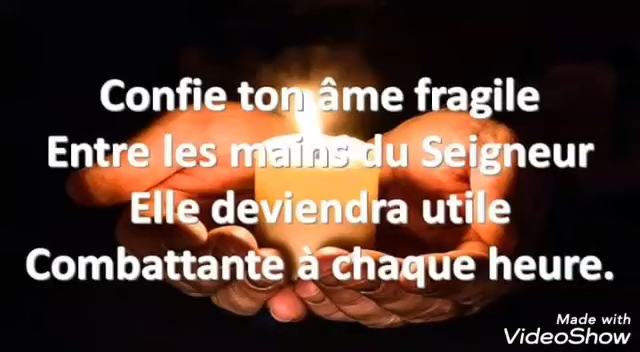 Confie ton âme fragile
Entre les mains du Seigneur
Elle deviendra utile
Combattante à chaque heure.
Made with
VideoShow